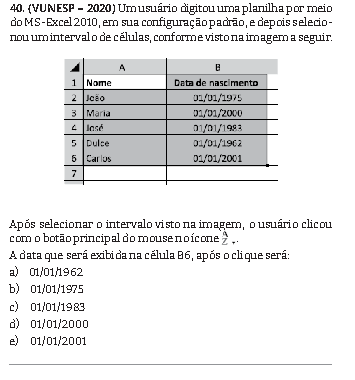 40. (VUNESP – 2020) Um usuário digitou uma planilha por meio
do MS-Excel 2010, em sua configuração padrão, e depois selecio-
nou um intervalo de células, conforme visto na imagem a seguir.
A B
1 Nome Data de nascimento
2 João 01/01/1975
3 Maria 01/01/2000
4 José 01/01/1983
5 Dulce 01/01/1962
6 Carlos 01/01/2001
7
Após selecionar o intervalo visto na imagem, o usuário clicou
com o botão principal do mouse no ícone A Z.
A data que será exibida na célula B6, após o clique será:
a) 01/01/1962
b) 01/01/1975
c) 01/01/1983
d) 01/01/2000
e) 01/01/2001